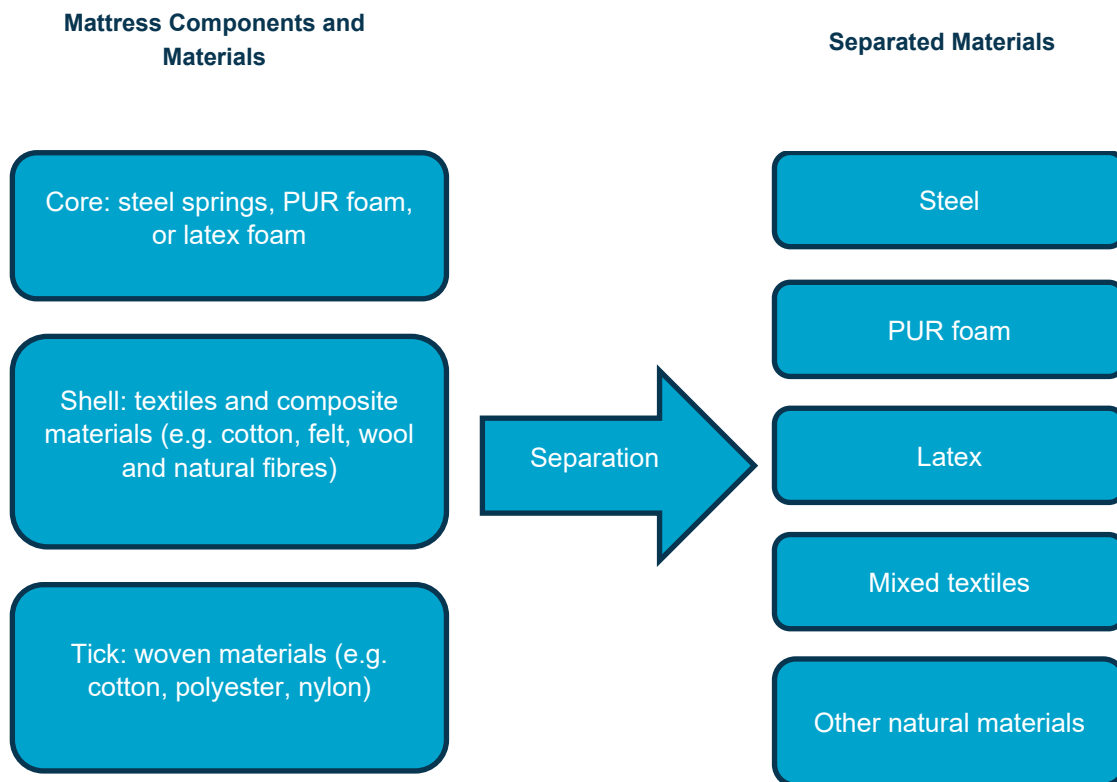 Mattress Components and
Materials
Separated Materials
Core: steel springs, PUR foam,
or latex foam
Shell: textiles and composite
materials (e.g. cotton, felt, wool
and natural fibres)
Tick: woven materials (e.g.
cotton, polyester, nylon)
Separation
Steel
PUR foam
Latex
Mixed textiles
Other natural materials